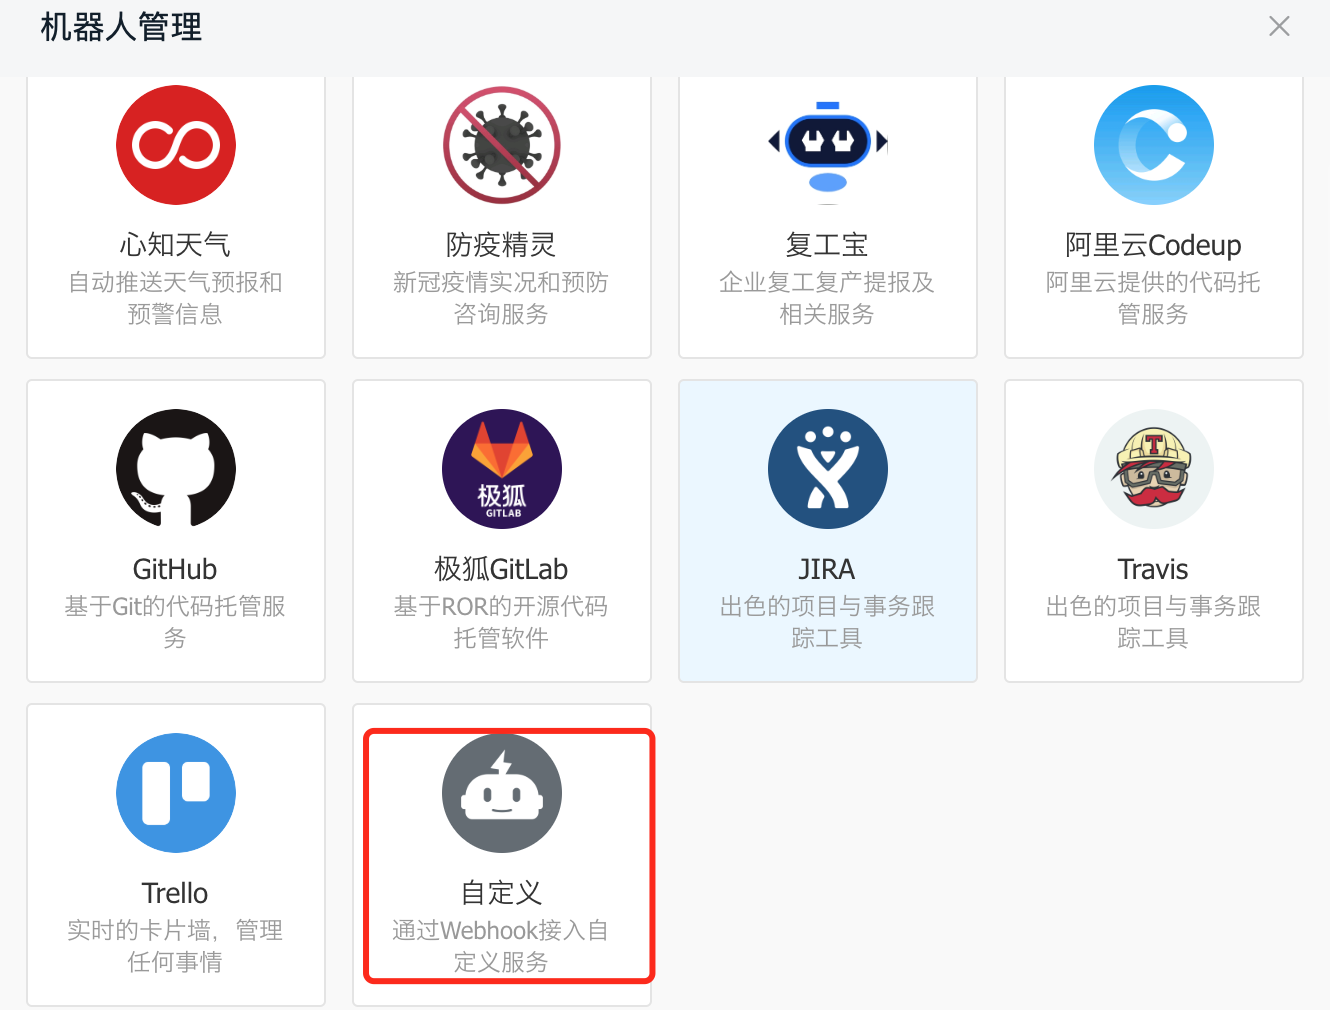 机器人管理
心知天气
自动推送天气预报和
预警信息
防疫精灵
新冠疫情实况和预防
咨询服务
复工宝
企业复工复产提报及
相关服务
阿里云Codeup
阿里云提供的代码托
管服务
GitHub
基于Git的代码托管服
务
极狐
GITLAB
极狐GitLab
基于ROR的开源代码
托管软件
JIRA
出色的项目与事务跟
踪工具
T
Travis
出色的项目与事务跟
踪工具
Trello
实时的卡片墙，管理
任何事情
自定义
通过Webhook接入自
定义服务